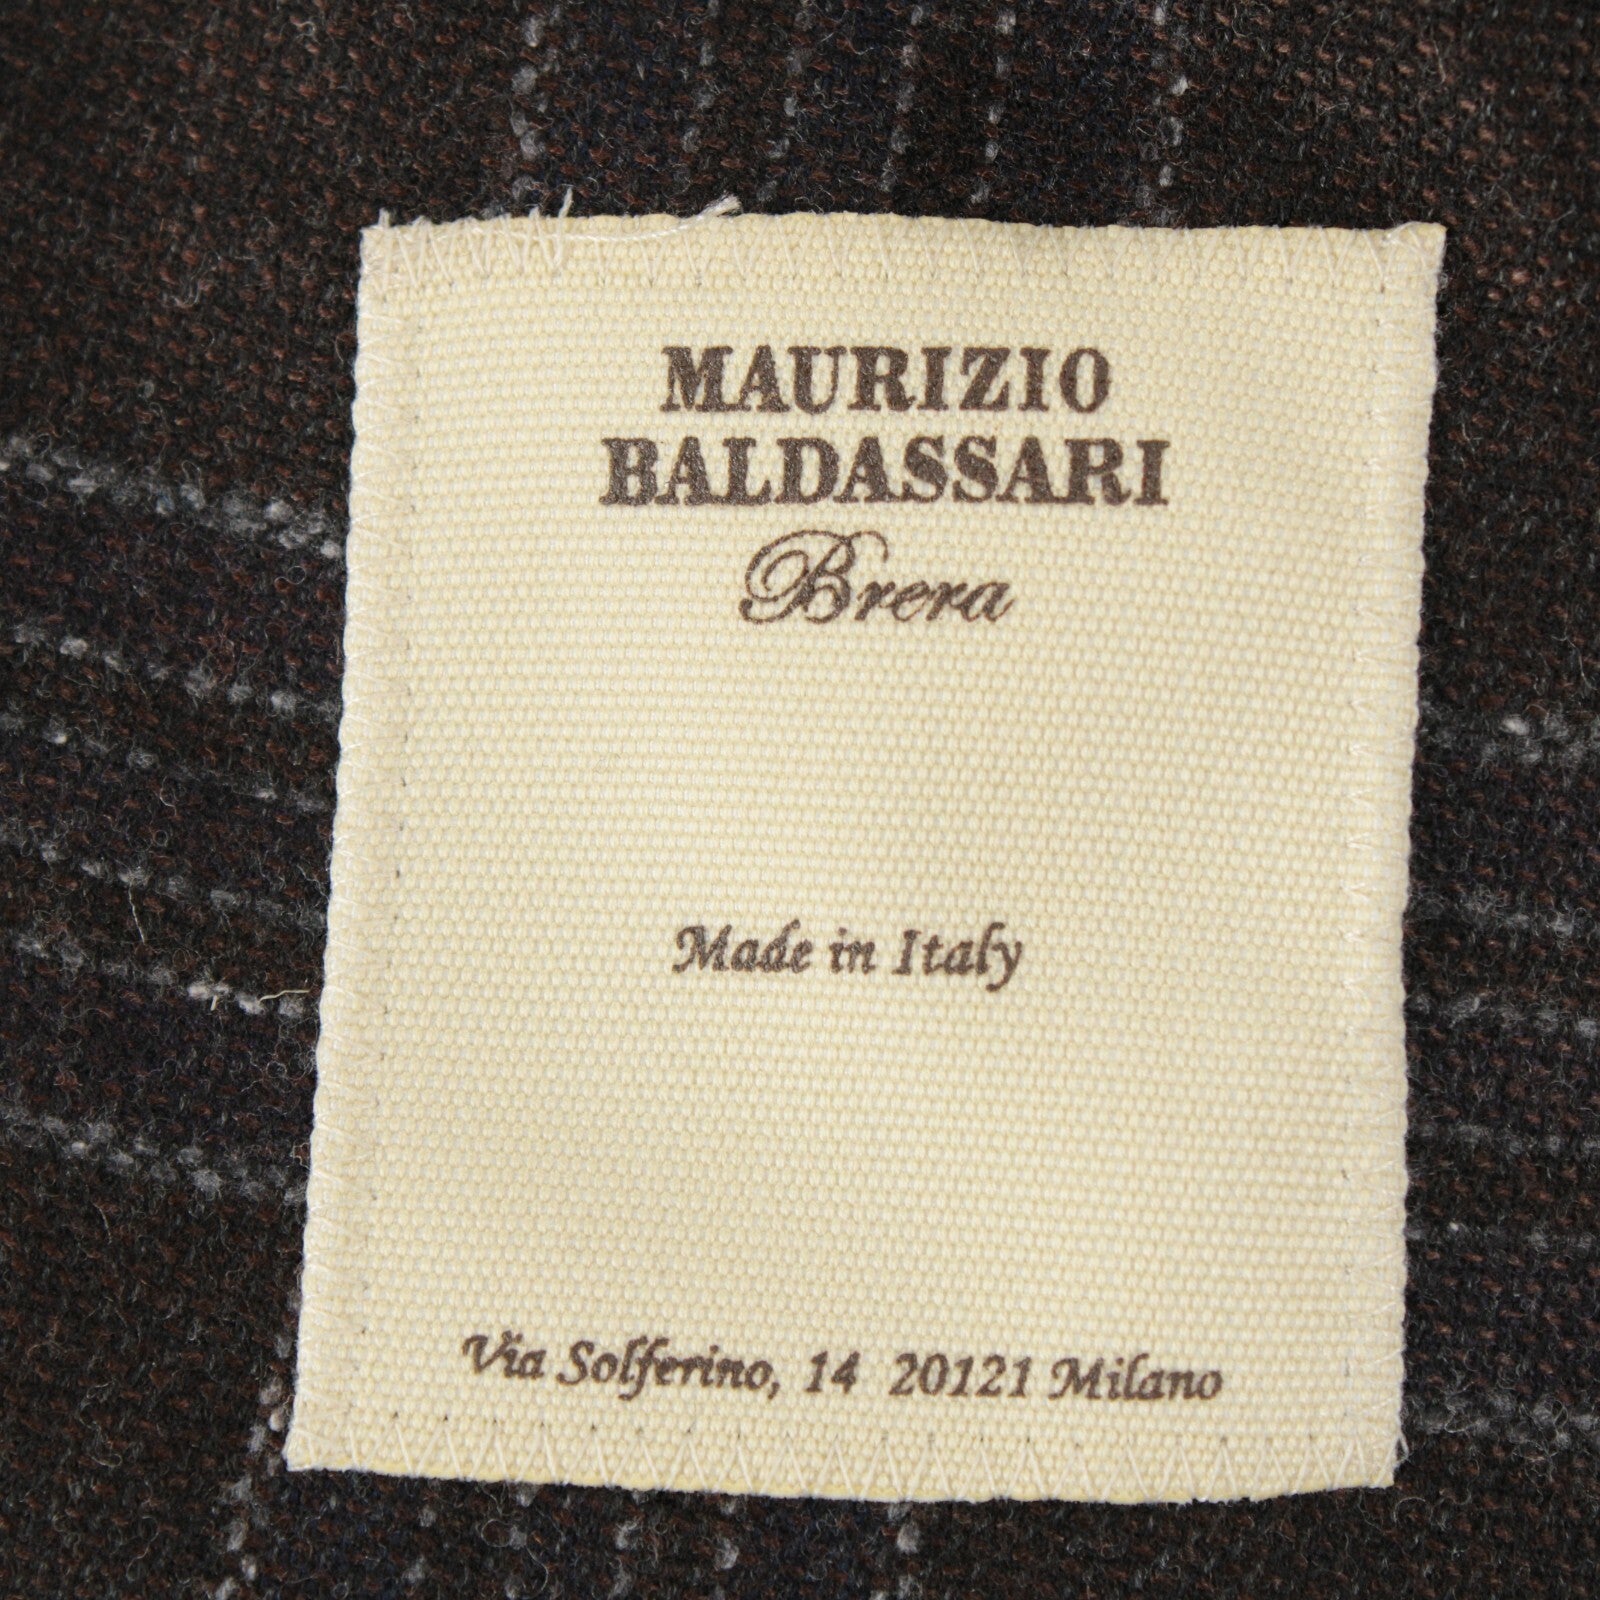 MAURIZIO
BALDASSARI
Brera
Made in Italy
Via Solferino, 14 20121 Milano